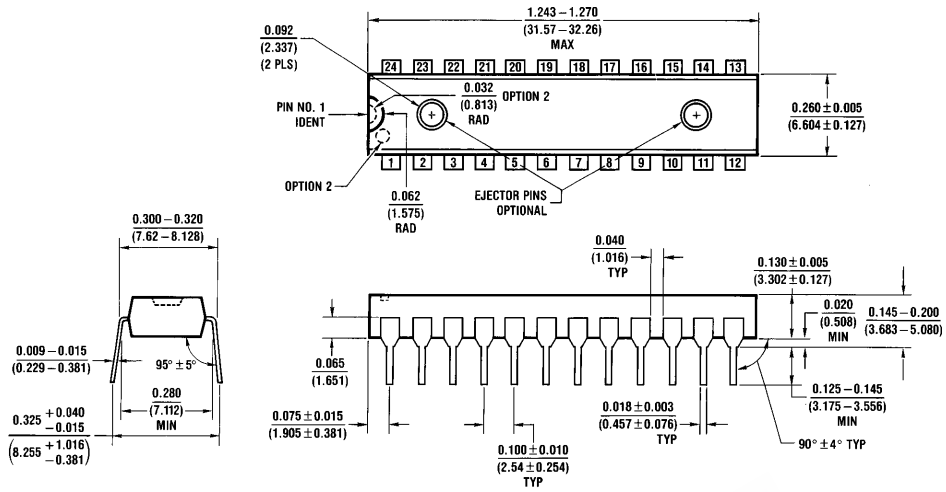 1.243 – 1.270
(31.57 – 32.26)
MAX
0.092
(2.337)
(2 PLS)
24 23 22 21 20 19 18 17 16 15 14 13
0.032
(0.813)
RAD
OPTION 2
PIN NO. 1
IDENT
0.260 ± 0.005
(6.604 ± 0.127)
1 2 3 4 5 6 7 8 9 10 11 12
OPTION 2
0.062
(1.575)
RAD
EJECTOR PINS
OPTIONAL
0.300 – 0.320
(7.62 – 8.128)
0.040
(1.016)
TYP
0.130 ± 0.005
(3.302 ± 0.127)
0.020
(0.508)
MIN
0.145 – 0.200
(3.683 – 5.080)
0.009 – 0.015
(0.229 – 0.381)
95° ± 5°
0.280
(7.112)
MIN
0.065
(1.651)
0.125 – 0.145
(3.175 – 3.556)
MIN
0.325 + 0.040
– 0.015
(8.255 + 1.016)
– 0.381
0.075 ± 0.015
(1.905 ± 0.381)
0.018 ± 0.003
(0.457 ± 0.076)
TYP
90° ± 4° TYP
0.100 ± 0.010
(2.54 ± 0.254)
TYP